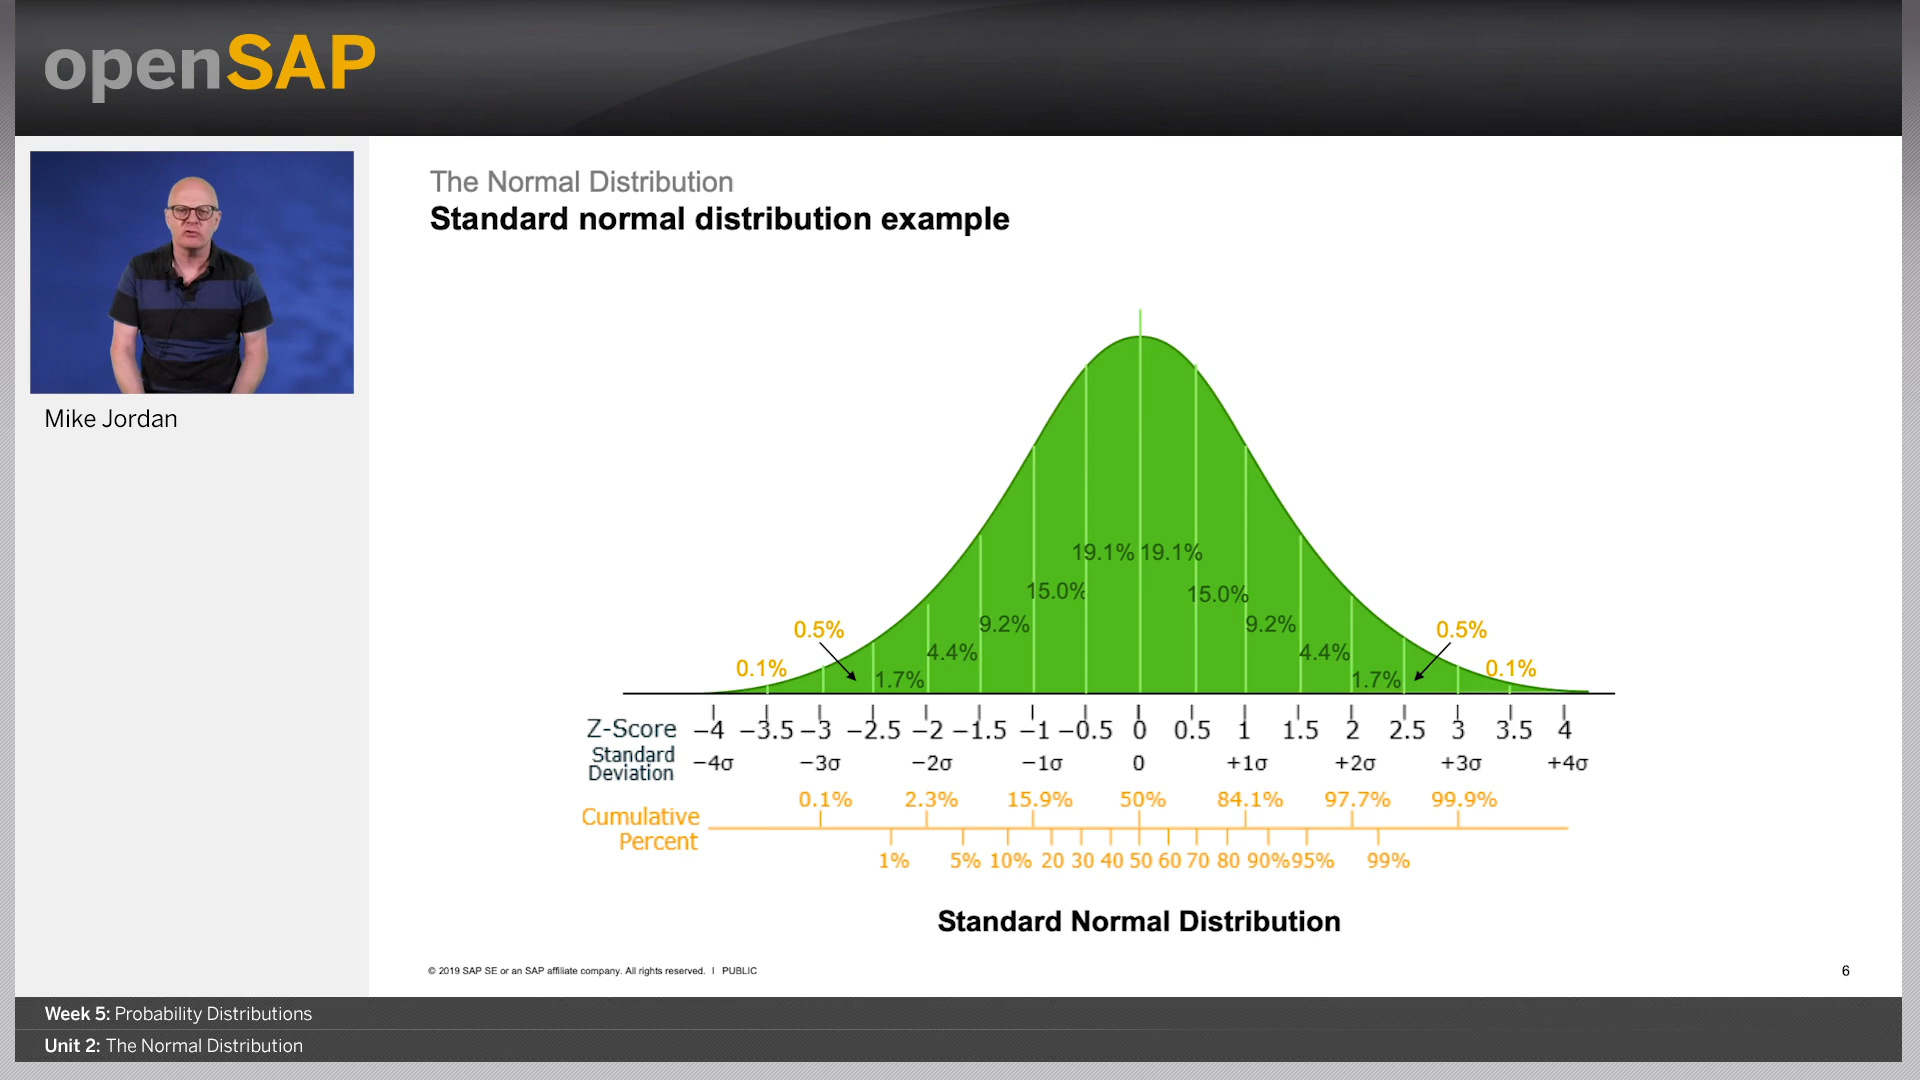 openSAP
Mike Jordan
The Normal Distribution
Standard normal distribution example
19.1% 19.1%
15.0% 15.0%
9.2% 9.2%
0.5% 0.5%
4.4% 4.4%
0.1% 0.1%
1.7% 1.7%
Z-Score −4 −3.5 −3 −2.5 −2 −1.5 −1 −0.5 0 0.5 1 1.5 2 2.5 3 3.5 4
Standard
Deviation −4σ −3σ −2σ −1σ 0 +1σ +2σ +3σ +4σ
0.1% 2.3% 15.9% 50% 84.1% 97.7% 99.9%
Cumulative
Percent
1% 5% 10% 20 30 40 50 60 70 80 90% 95% 99%
Standard Normal Distribution
© 2019 SAP SE or an SAP affiliate company. All rights reserved. I PUBLIC
6
Week 5: Probability Distributions
Unit 2: The Normal Distribution